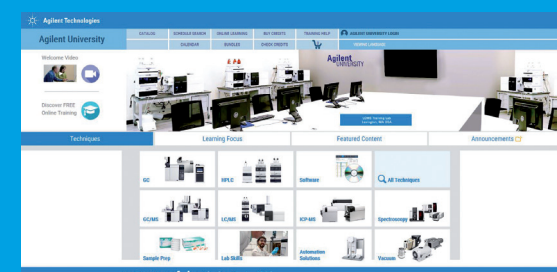 Agilent Technologies
Agilent University
CATALOG
SCHEDULE SEARCH
ONLINE LEARNING
BUY CREDITS
TRAINING HELP
AGILENT UNIVERSITY LOGIN
CALENDAR
BUNDLES
CHECK CREDITS
Welcome Video
Discover FREE
Online Training
Agilent
UNIVERSITY
Techniques
Learning Focus
Featured Content
Announcements
GC
HPLC
Software
All Techniques
GC/MS
LC/MS
ICP-MS
Spectroscopy
Sample Prep
Lab Skills
Automation
Solutions
Vacuum